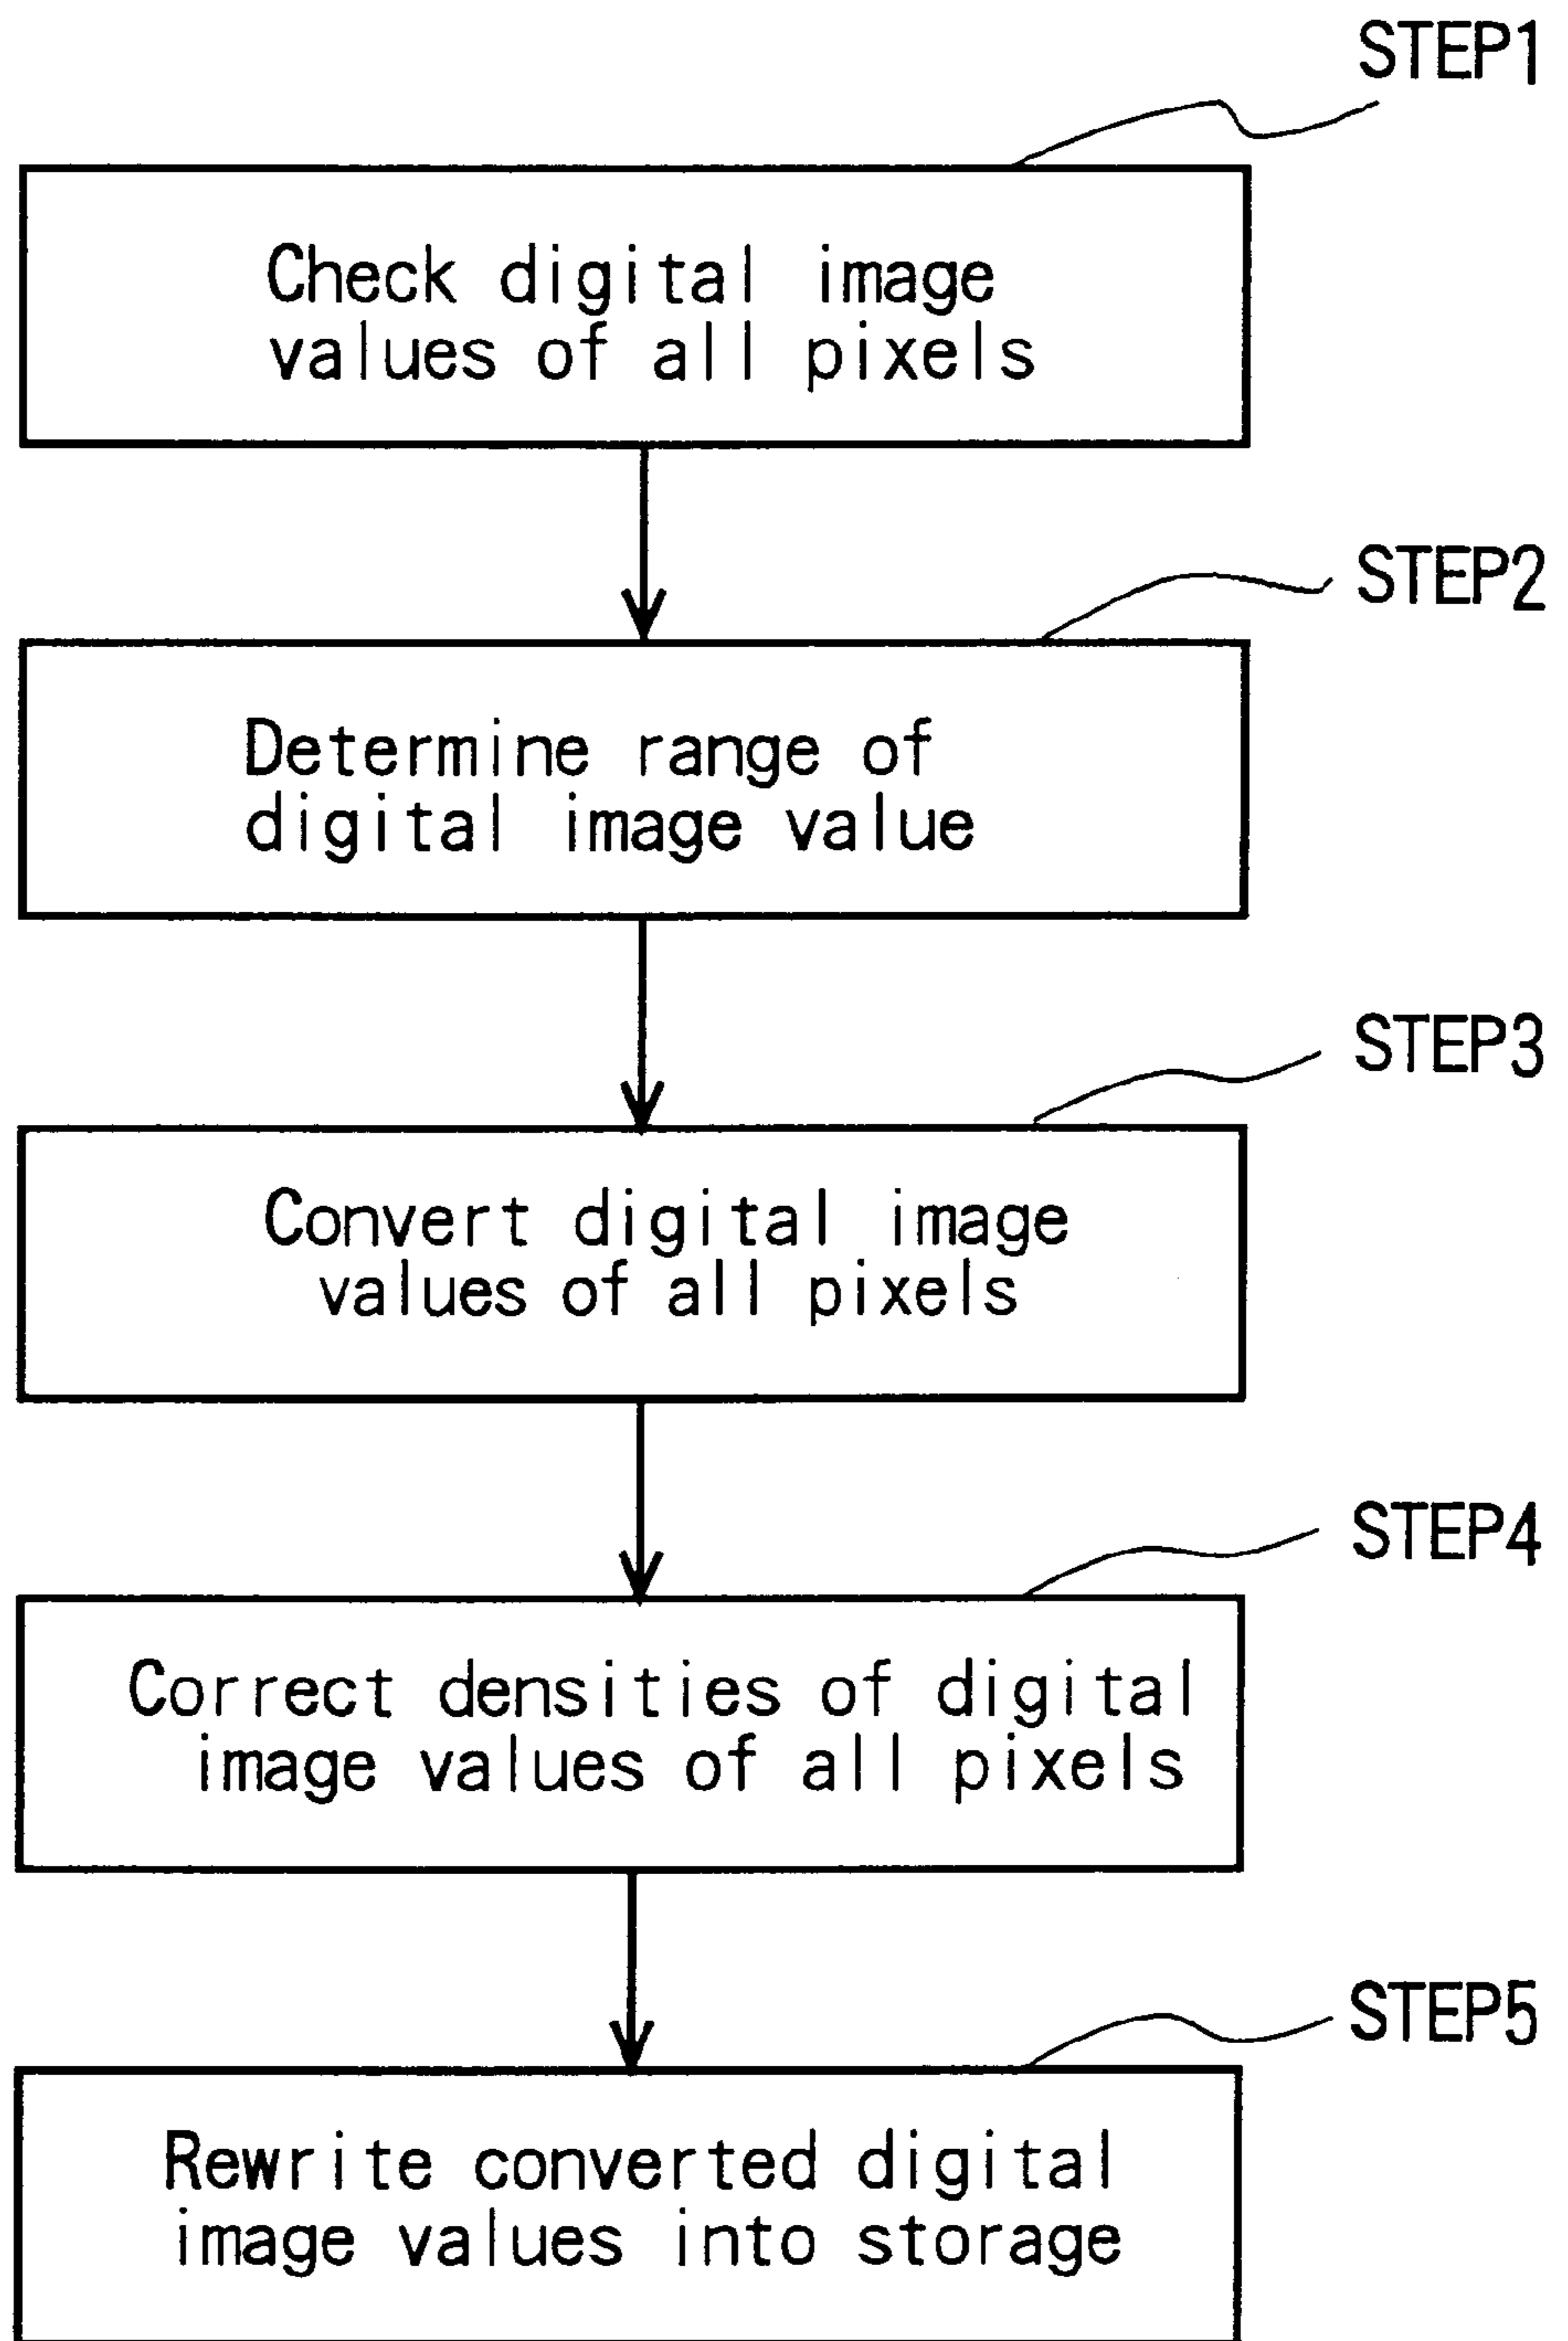 STEP1
Check digital image
values of all pixels
STEP2
Determine range of
digital image value
STEP3
Convert digital image
values of all pixels
STEP4
Correct densities of digital
image values of all pixels
STEP5
Rewrite converted digital
image values into storage